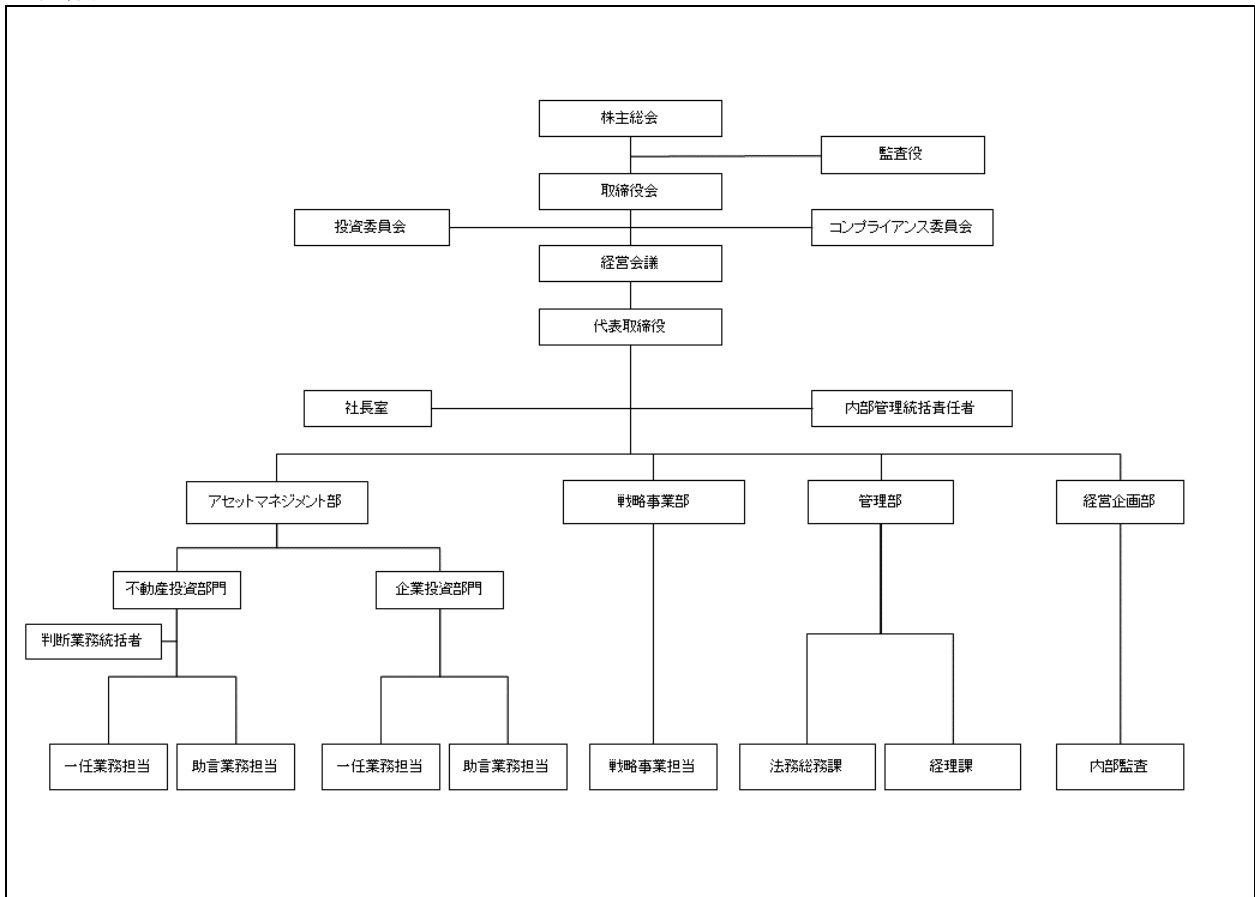 株主総会
監査役
取締役会
投資委員会
コンプライアンス委員会
経営会議
代表取締役
社長室
内部管理統括責任者
アセットマネジメント部
戦略事業部
管理部
経営企画部
不動産投資部門
企業投資部門
判断業務統括者
一任業務担当
助言業務担当
一任業務担当
助言業務担当
戦略事業担当
法務総務課
経理課
内部監査